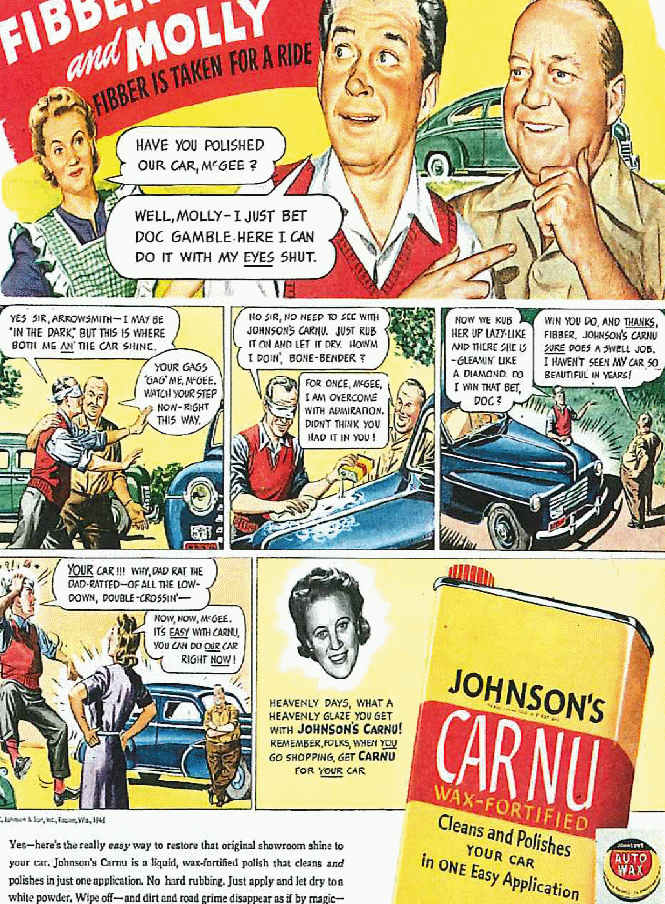 FIBBER
and MOLLY
FIBBER IS TAKEN FOR A RIDE
HAVE YOU POLISHED
OUR CAR, McGEE?
WELL, MOLLY-I JUST BET
DOC GAMBLE-HERE I CAN
DO IT WITH MY EYES SHUT.
YES SIR, ARROWSMITH-I MAY BE
"IN THE DARK," BUT THIS IS WHERE
BOTH ME AN' THE CAR SHINE.
YOUR GAGS
'GAG' ME, McGEE.
WATCH YOUR STEP
NOW-RIGHT
THIS WAY.
NO SIR, NO NEED TO SEE WITH
JOHNSON'S CARNU. JUST RUB
IT ON AND LET IT DRY. HOW'M
I DOIN', BONE-BENDER?
FOR ONCE, McGEE,
I AM OVERCOME
WITH ADMIRATION.
DIDN'T THINK YOU
HAD IT IN YOU!
NOW WE RUB
HER UP LAZY-LIKE
AND THERE SHE IS
-GLEAMIN' LIKE
A DIAMOND. DO
I WIN THAT BET,
DOC?
WIN YOU DO, AND THANKS,
FIBBER. JOHNSON'S CARNU
SURE DOES A SWELL JOB.
I HAVEN'T SEEN MY CAR SO
BEAUTIFUL IN YEARS!
YOUR CAR!!! WHY, DAD RAT THE
DAD-RATTED-OF ALL THE LOW-
DOWN, DOUBLE-CROSSIN'-
NOW, NOW, McGEE.
IT'S EASY WITH CARNU,
YOU CAN DO OUR CAR
RIGHT NOW!
HEAVENLY DAYS, WHAT A
HEAVENLY GLAZE YOU GET
WITH JOHNSON'S CARNU!
REMEMBER, FOLKS, WHEN YOU
GO SHOPPING, GET CARNU
FOR YOUR CAR
JOHNSON'S
CARNU
WAX-FORTIFIED
Cleans and Polishes
YOUR CAR
in ONE Easy Application
JOHNSON'S
AUTO
WAX
C. Johnson & Son, Inc., Racine, Wis., 1946
Yes—here's the really easy way to restore that original showroom shine to
your car. Johnson's Carnu is a liquid, wax-fortified polish that cleans and
polishes in just one application. No hard rubbing. Just apply and let dry to a
white powder, Wipe off—and dirt and road grime disappear as if by magic—